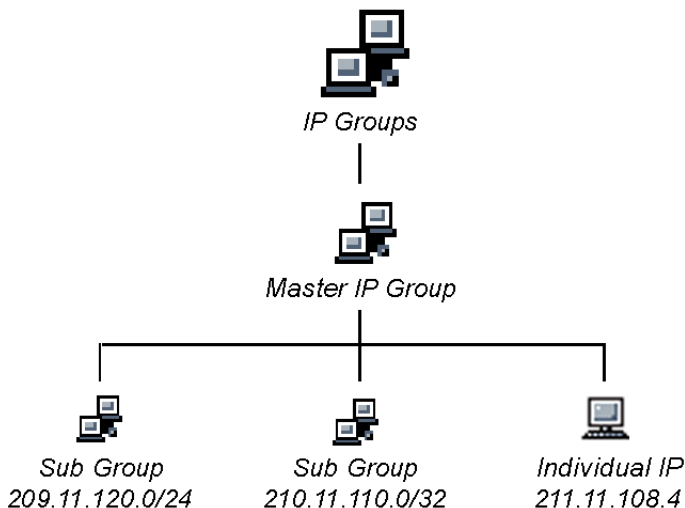 IP Groups
Master IP Group
Sub Group
209.11.120.0/24
Sub Group
210.11.110.0/32
Individual IP
211.11.108.4